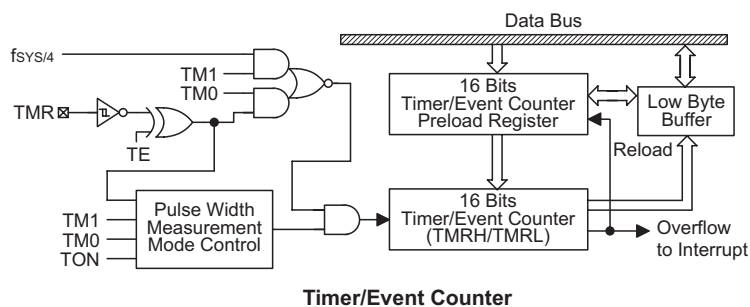 Data Bus
fSYS/4
TM1
TM0
TMR
TE
16 Bits
Timer/Event Counter
Preload Register
Low Byte
Buffer
Reload
TM1
TM0
TON
Pulse Width
Measurement
Mode Control
16 Bits
Timer/Event Counter
(TMRH/TMRL)
Overflow
to Interrupt
Timer/Event Counter